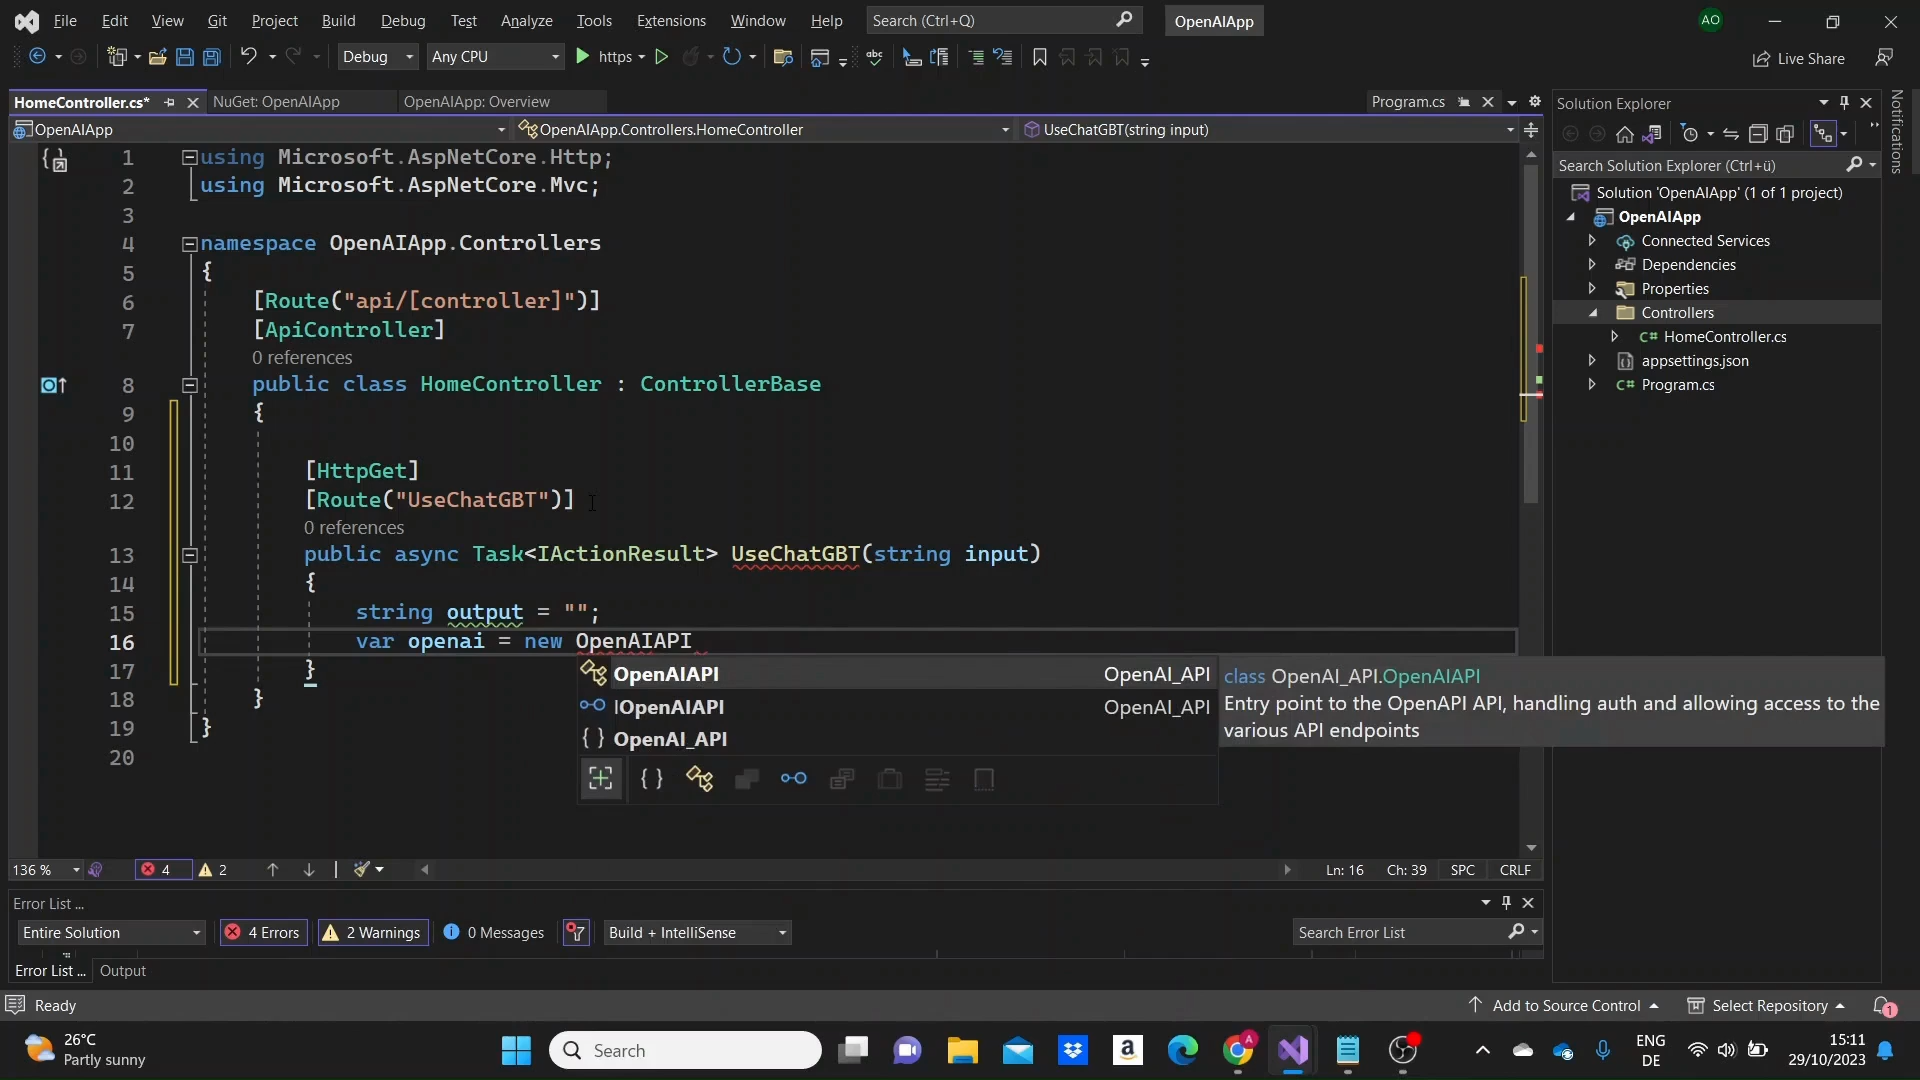 File Edit View Git Project Build Debug Test Analyze Tools Extensions Window Help Search (Ctrl+Q) OpenAIApp AO
Debug Any CPU https Live Share
HomeController.cs* NuGet: OpenAIApp OpenAIApp: Overview Program.cs
OpenAIApp OpenAIApp.Controllers.HomeController UseChatGBT(string input)
1 using Microsoft.AspNetCore.Http;
2 using Microsoft.AspNetCore.Mvc;
3
4 namespace OpenAIApp.Controllers
5 {
6 [Route("api/[controller]")]
7 [ApiController]
0 references
8 public class HomeController : ControllerBase
9 {
10
11 [HttpGet]
12 [Route("UseChatGBT")]
0 references
13 public async Task<IActionResult> UseChatGBT(string input)
14 {
15 string output = "";
16 var openai = new OpenAIAPI
17 }
18 }
19 }
20
OpenAIAPI OpenAI_API
IOpenAIAPI OpenAI_API
{ } OpenAI_API
class OpenAI_API.OpenAIAPI
Entry point to the OpenAPI API, handling auth and allowing access to the
various API endpoints
136 % 4 2 Ln: 16 Ch: 39 SPC CRLF
Error List ...
Entire Solution 4 Errors 2 Warnings 0 Messages Build + IntelliSense Search Error List
Error List ... Output
Solution Explorer
Search Solution Explorer (Ctrl+ü)
Solution 'OpenAIApp' (1 of 1 project)
OpenAIApp
Connected Services
Dependencies
Properties
Controllers
C# HomeController.cs
appsettings.json
C# Program.cs
Notifications
Ready Add to Source Control Select Repository 1
26°C
Partly sunny
Search
ENG
DE
15:11
29/10/2023